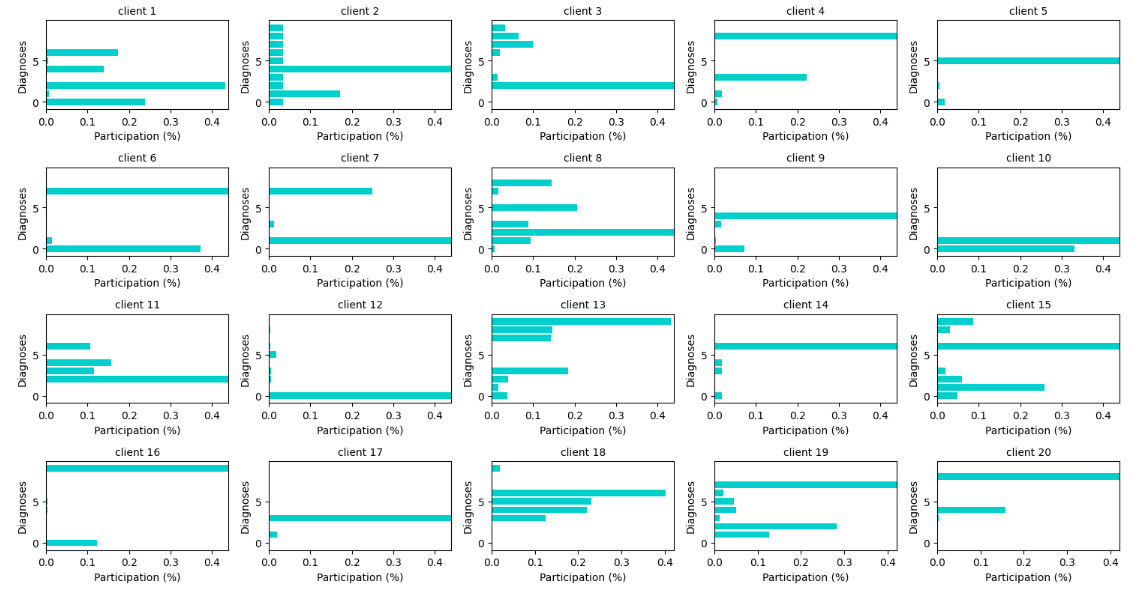 client 1 client 2 client 3 client 4 client 5
Diagnoses Diagnoses Diagnoses Diagnoses Diagnoses
5 5 5 5 5
0 0 0 0 0
0.0 0.1 0.2 0.3 0.4 0.0 0.1 0.2 0.3 0.4 0.0 0.1 0.2 0.3 0.4 0.0 0.1 0.2 0.3 0.4 0.0 0.1 0.2 0.3 0.4
Participation (%) Participation (%) Participation (%) Participation (%) Participation (%)
client 6 client 7 client 8 client 9 client 10
Diagnoses Diagnoses Diagnoses Diagnoses Diagnoses
5 5 5 5 5
0 0 0 0 0
0.0 0.1 0.2 0.3 0.4 0.0 0.1 0.2 0.3 0.4 0.0 0.1 0.2 0.3 0.4 0.0 0.1 0.2 0.3 0.4 0.0 0.1 0.2 0.3 0.4
Participation (%) Participation (%) Participation (%) Participation (%) Participation (%)
client 11 client 12 client 13 client 14 client 15
Diagnoses Diagnoses Diagnoses Diagnoses Diagnoses
5 5 5 5 5
0 0 0 0 0
0.0 0.1 0.2 0.3 0.4 0.0 0.1 0.2 0.3 0.4 0.0 0.1 0.2 0.3 0.4 0.0 0.1 0.2 0.3 0.4 0.0 0.1 0.2 0.3 0.4
Participation (%) Participation (%) Participation (%) Participation (%) Participation (%)
client 16 client 17 client 18 client 19 client 20
Diagnoses Diagnoses Diagnoses Diagnoses Diagnoses
5 5 5 5 5
0 0 0 0 0
0.0 0.1 0.2 0.3 0.4 0.0 0.1 0.2 0.3 0.4 0.0 0.1 0.2 0.3 0.4 0.0 0.1 0.2 0.3 0.4 0.0 0.1 0.2 0.3 0.4
Participation (%) Participation (%) Participation (%) Participation (%) Participation (%)